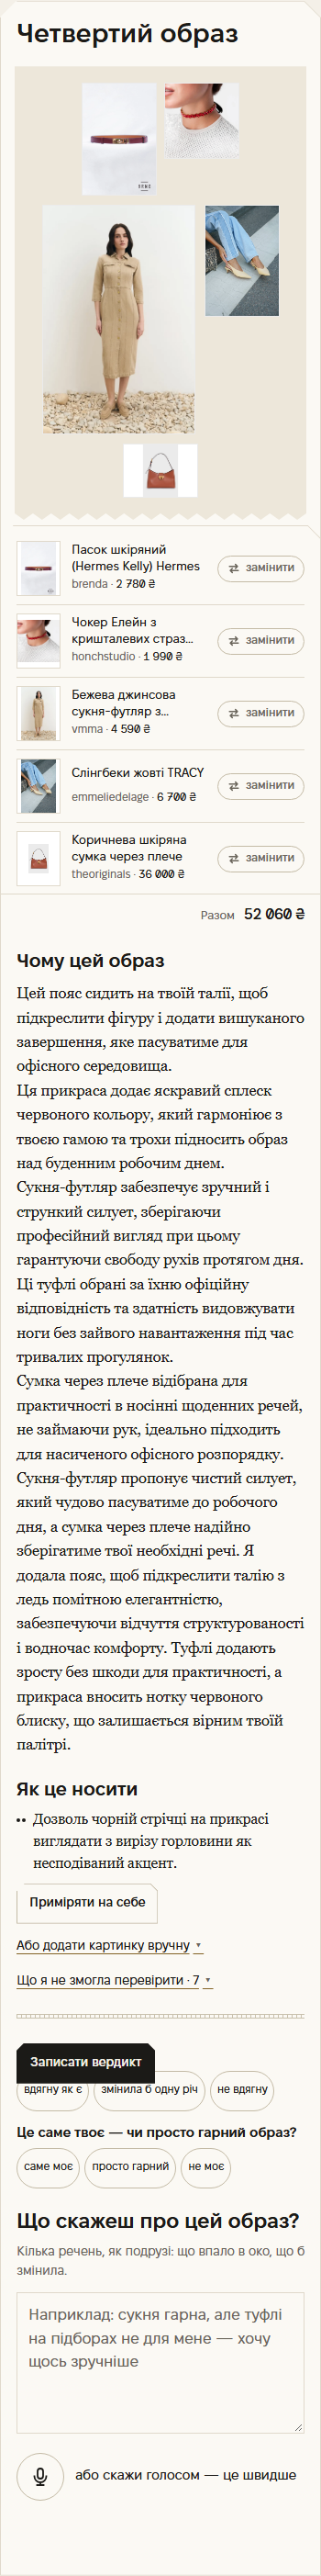 Четвертий образ
Пасок шкіряний
(Hermes Kelly) Hermes
brenda · 2 780 ₴
замінити
Чокер Елейн з
кришталевих страз...
honchstudio · 1 990 ₴
замінити
Бежева джинсова
сукня-футляр з...
vmma · 4 590 ₴
замінити
Слінгбеки жовті TRACY
emmeliedelage · 6 700 ₴
замінити
Коричнева шкіряна
сумка через плече
theoriginals · 36 000 ₴
замінити
Разом 52 060 ₴
Чому цей образ
Цей пояс сидить на твоїй талії, щоб
підкреслити фігуру і додати вишуканого
завершення, яке пасуватиме для
офісного середовища.
Ця прикраса додає яскравий сплеск
червоного кольору, який гармоніює з
твоєю гамою та трохи підносить образ
над буденним робочим днем.
Сукня-футляр забезпечує зручний і
стрункий силует, зберігаючи
професійний вигляд при цьому
гарантуючи свободу рухів протягом дня.
Ці туфлі обрані за їхню офіційну
відповідність та здатність видовжувати
ноги без зайвого навантаження під час
тривалих прогулянок.
Сумка через плече відібрана для
практичності в носінні щоденних речей,
не займаючи рук, ідеально підходить
для насиченого офісного розпорядку.
Сукня-футляр пропонує чистий силует,
який чудово пасуватиме до робочого
дня, а сумка через плече надійно
зберігатиме твої необхідні речі. Я
додала пояс, щоб підкреслити талію з
ледь помітною елегантністю,
забезпечуючи відчуття структурованості
і водночас комфорту. Туфлі додають
зросту без шкоди для практичності, а
прикраса вносить нотку червоного
блиску, що залишається вірним твоїй
палітрі.
Як це носити
Дозволь чорній стрічці на прикрасі
виглядати з вирізу горловини як
несподіваний акцент.
Приміряти на себе
Або додати картинку вручну
Що я не змогла перевірити · 7
Записати вердикт
вдягну як є
змінила б одну річ
не вдягну
Це саме твоє — чи просто гарний образ?
саме моє
просто гарний
не моє
Що скажеш про цей образ?
Кілька речень, як подрузі: що впало в око, що б
змінила.
Наприклад: сукня гарна, але туфлі
на підборах не для мене — хочу
щось зручніше
або скажи голосом — це швидше